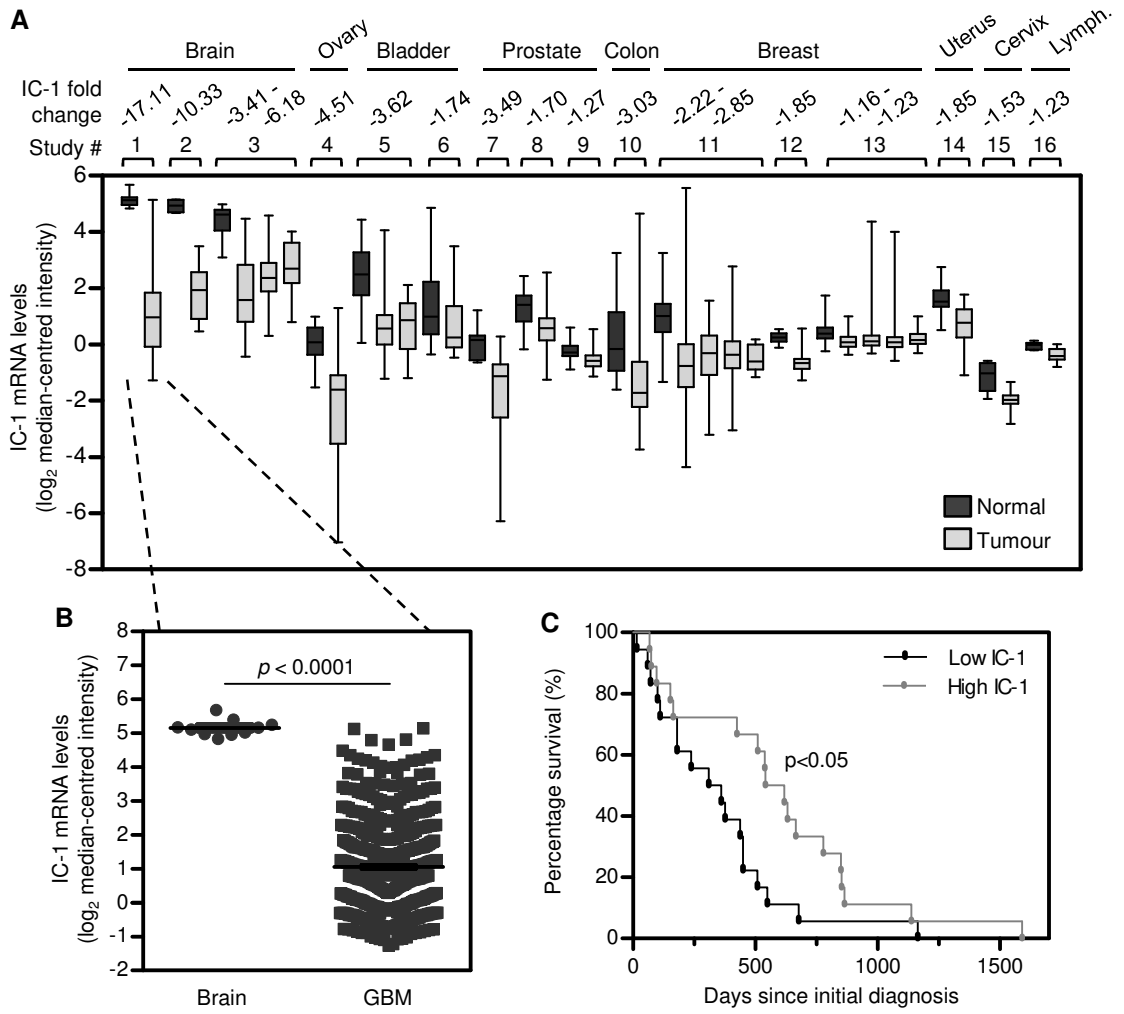 A
Brain Ovary Bladder Prostate Colon Breast Uterus Cervix Lymph.
IC-1 fold change
-17.11 -10.33 -3.41 - -6.18 -4.51 -3.62 -1.74 -3.49 -1.70 -1.27 -3.03 -2.22 - -2.85 -1.85 -1.16 - -1.23 -1.85 -1.53 -1.23
Study # 1 2 3 4 5 6 7 8 9 10 11 12 13 14 15 16
IC-1 mRNA levels
(log2 median-centred intensity)
6
4
2
0
-2
-4
-6
-8
Normal
Tumour
B
IC-1 mRNA levels
(log2 median-centred intensity)
8
7
6
5
4
3
2
1
0
-1
-2
p < 0.0001
Brain GBM
C
Percentage survival (%)
100
80
60
40
20
0
Low IC-1
High IC-1
p<0.05
0 500 1000 1500
Days since initial diagnosis